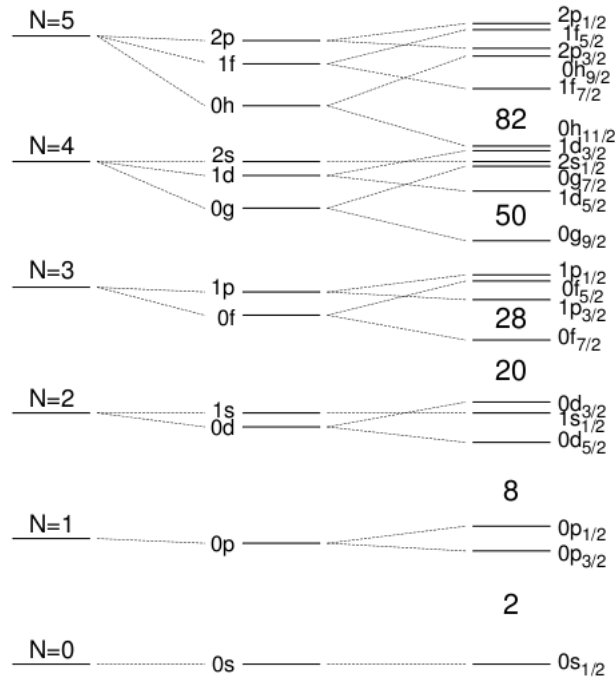 N=5
2p
1f
0h
2p1/2
1f5/2
2p3/2
0h9/2
1f7/2
82
N=4
2s
1d
0g
0h11/2
1d3/2
2s1/2
0g7/2
1d5/2
50
0g9/2
N=3
1p
0f
1p1/2
0f5/2
1p3/2
28
0f7/2
20
N=2
1s
0d
0d3/2
1s1/2
0d5/2
8
N=1
0p
0p1/2
0p3/2
2
N=0
0s
0s1/2